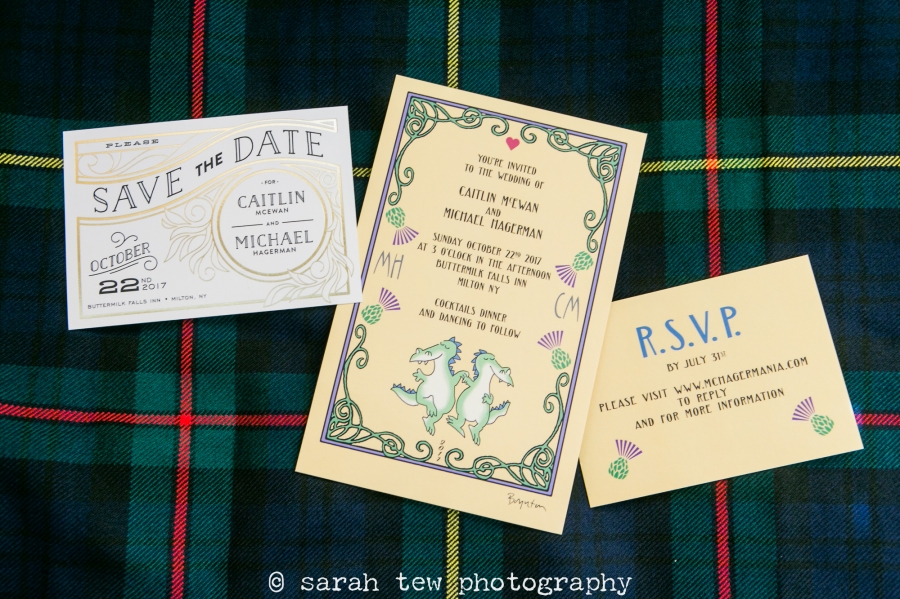 PLEASE
SAVE THE DATE
- FOR -
CAITLIN
MCEWAN
AND
MICHAEL
HAGERMAN
OCTOBER
22ND 2017
BUTTERMILK FALLS INN • MILTON, NY
YOU'RE INVITED
TO THE WEDDING OF
CAITLIN MCEWAN
AND
MICHAEL HAGERMAN
SUNDAY OCTOBER 22ND 2017
AT 3 O'CLOCK IN THE AFTERNOON
BUTTERMILK FALLS INN
MILTON NY
MH
CM
COCKTAILS DINNER
AND DANCING TO FOLLOW
2017
Boynton
R.S.V.P.
BY JULY 31ST
PLEASE VISIT WWW.MCHAGERMANIA.COM
TO REPLY
AND FOR MORE INFORMATION
© sarah tew photography